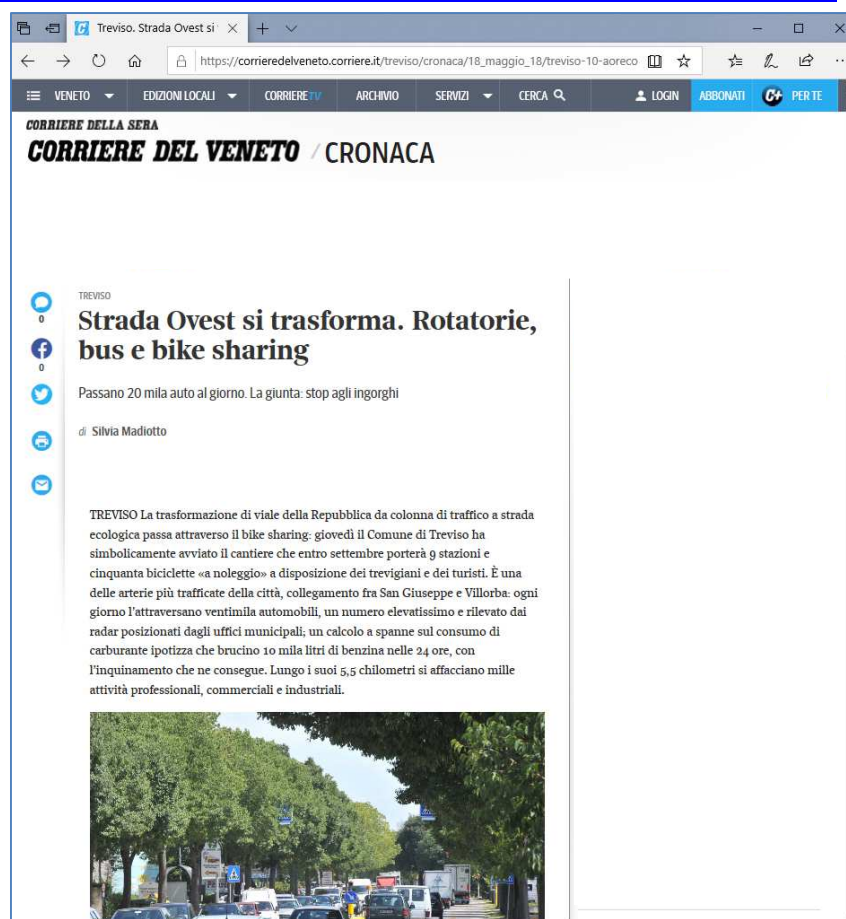 Treviso. Strada Ovest si
https://corrieredelveneto.corriere.it/treviso/cronaca/18_maggio_18/treviso-10-aoreco
VENETO EDIZIONI LOCALI CORRIERE TV ARCHIVIO SERVIZI CERCA LOGIN ABBONATI C+ PER TE
CORRIERE DELLA SERA
CORRIERE DEL VENETO / CRONACA
TREVISO
Strada Ovest si trasforma. Rotatorie,
bus e bike sharing
0
0
Passano 20 mila auto al giorno. La giunta: stop agli ingorghi
di Silvia Madiotto
TREVISO La trasformazione di viale della Repubblica da colonna di traffico a strada
ecologica passa attraverso il bike sharing: giovedì il Comune di Treviso ha
simbolicamente avviato il cantiere che entro settembre porterà 9 stazioni e
cinquanta biciclette «a noleggio» a disposizione dei trevigiani e dei turisti. È una
delle arterie più trafficate della città, collegamento fra San Giuseppe e Villorba: ogni
giorno l'attraversano ventimila automobili, un numero elevatissimo e rilevato dai
radar posizionati dagli uffici municipali; un calcolo a spanne sul consumo di
carburante ipotizza che brucino 10 mila litri di benzina nelle 24 ore, con
l'inquinamento che ne consegue. Lungo i suoi 5,5 chilometri si affacciano mille
attività professionali, commerciali e industriali.